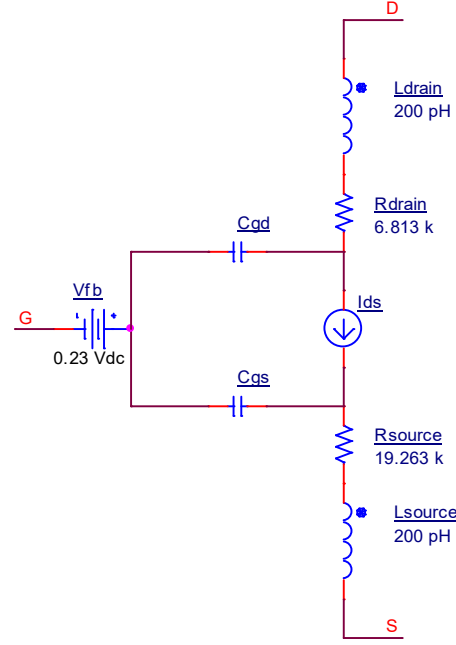 D
Ldrain
200 pH
Rdrain
6.813 k
Cgd
Ids
Vfb
G
- +
0.23 Vdc
Cgs
Rsource
19.263 k
Lsource
200 pH
S